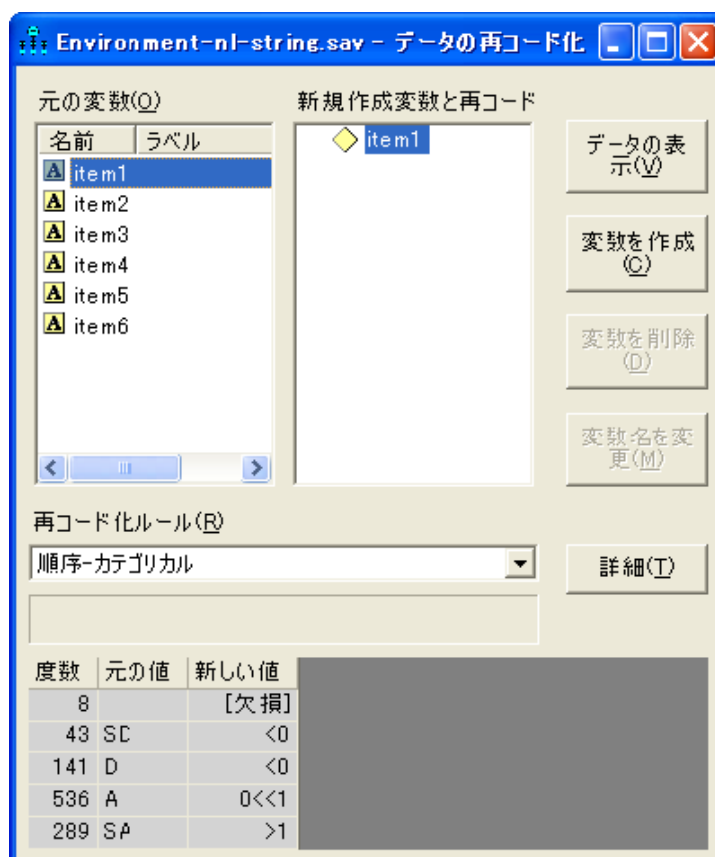 Environment-nl-string.sav - データの再コード化
元の変数(O)
新規作成変数と再コード
名前 ラベル
item1
item2
item3
item4
item5
item6
item1
データの表
示(V)
変数を作成
(C)
変数を削除
(D)
変数名を変
更(M)
再コード化ルール(R)
順序-カテゴリカル
詳細(T)
度数 元の値 新しい値
8 [欠損]
43 SD <0
141 D <0
536 A 0<<1
289 SA >1